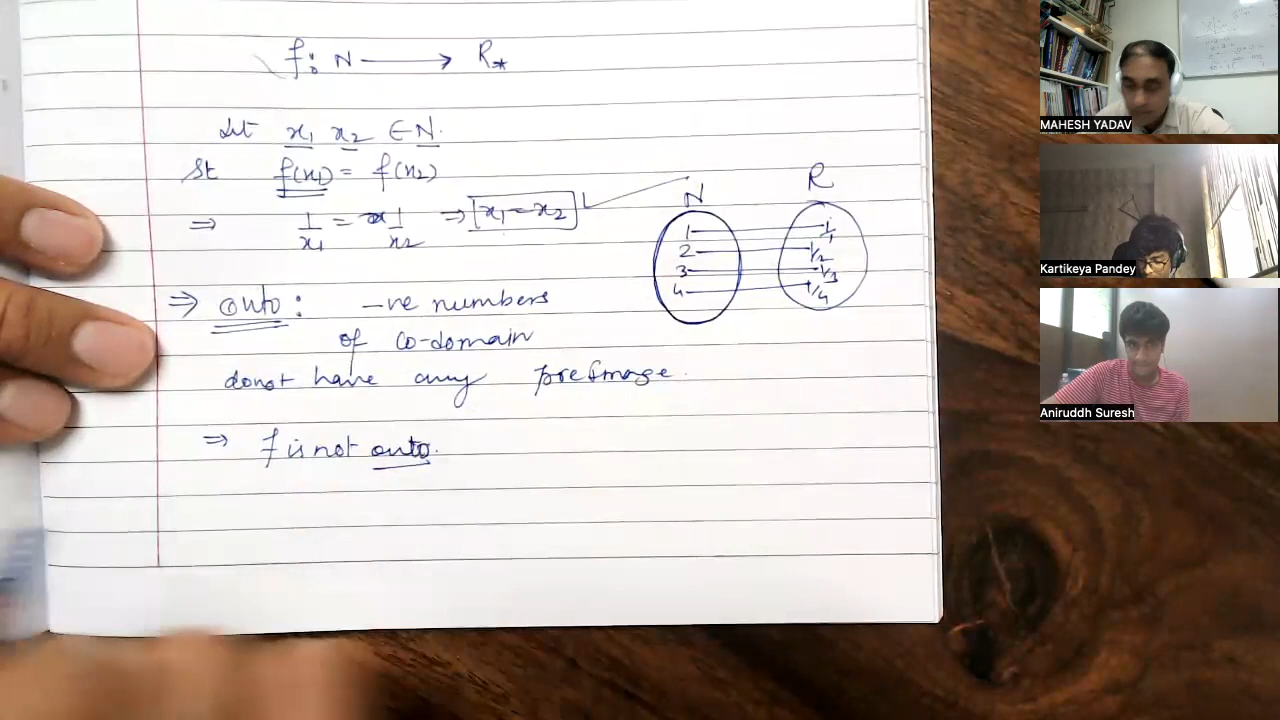 f: N ⟶ R*
Let x1 x2 ∈ N.
St f(x1) = f(x2)
⇒ 1/x1 = 1/x2 ⇒ [x1 = x2]
N R
1 1/1
2 1/2
3 1/3
4 1/4
⇒ Onto: -ve numbers
of co-domain
donot have any preimage.
⇒ f is not onto.
MAHESH YADAV
Kartikeya Pandey
Aniruddh Suresh